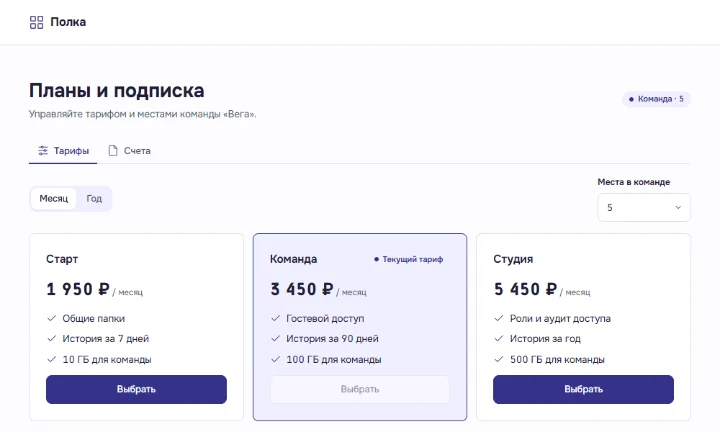 Полка
Планы и подписка
Управляйте тарифом и местами команды «Вега».
Команда · 5
Тарифы
Счета
Месяц
Год
Места в команде
5
Старт
1 950 ₽ / месяц
Общие папки
История за 7 дней
10 ГБ для команды
Выбрать
Команда
Текущий тариф
3 450 ₽ / месяц
Гостевой доступ
История за 90 дней
100 ГБ для команды
Выбрать
Студия
5 450 ₽ / месяц
Роли и аудит доступа
История за год
500 ГБ для команды
Выбрать